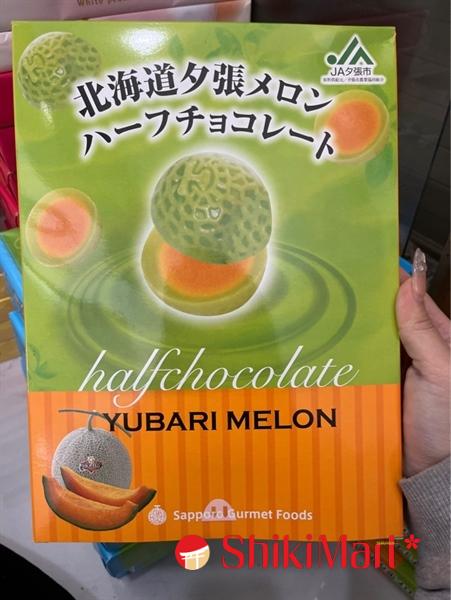 White
JA夕張市
北海道夕張メロン
ハーフチョコレート
halfchocolate
YUBARI MELON
Sapporo Gurmet Foods
ShikiMart*